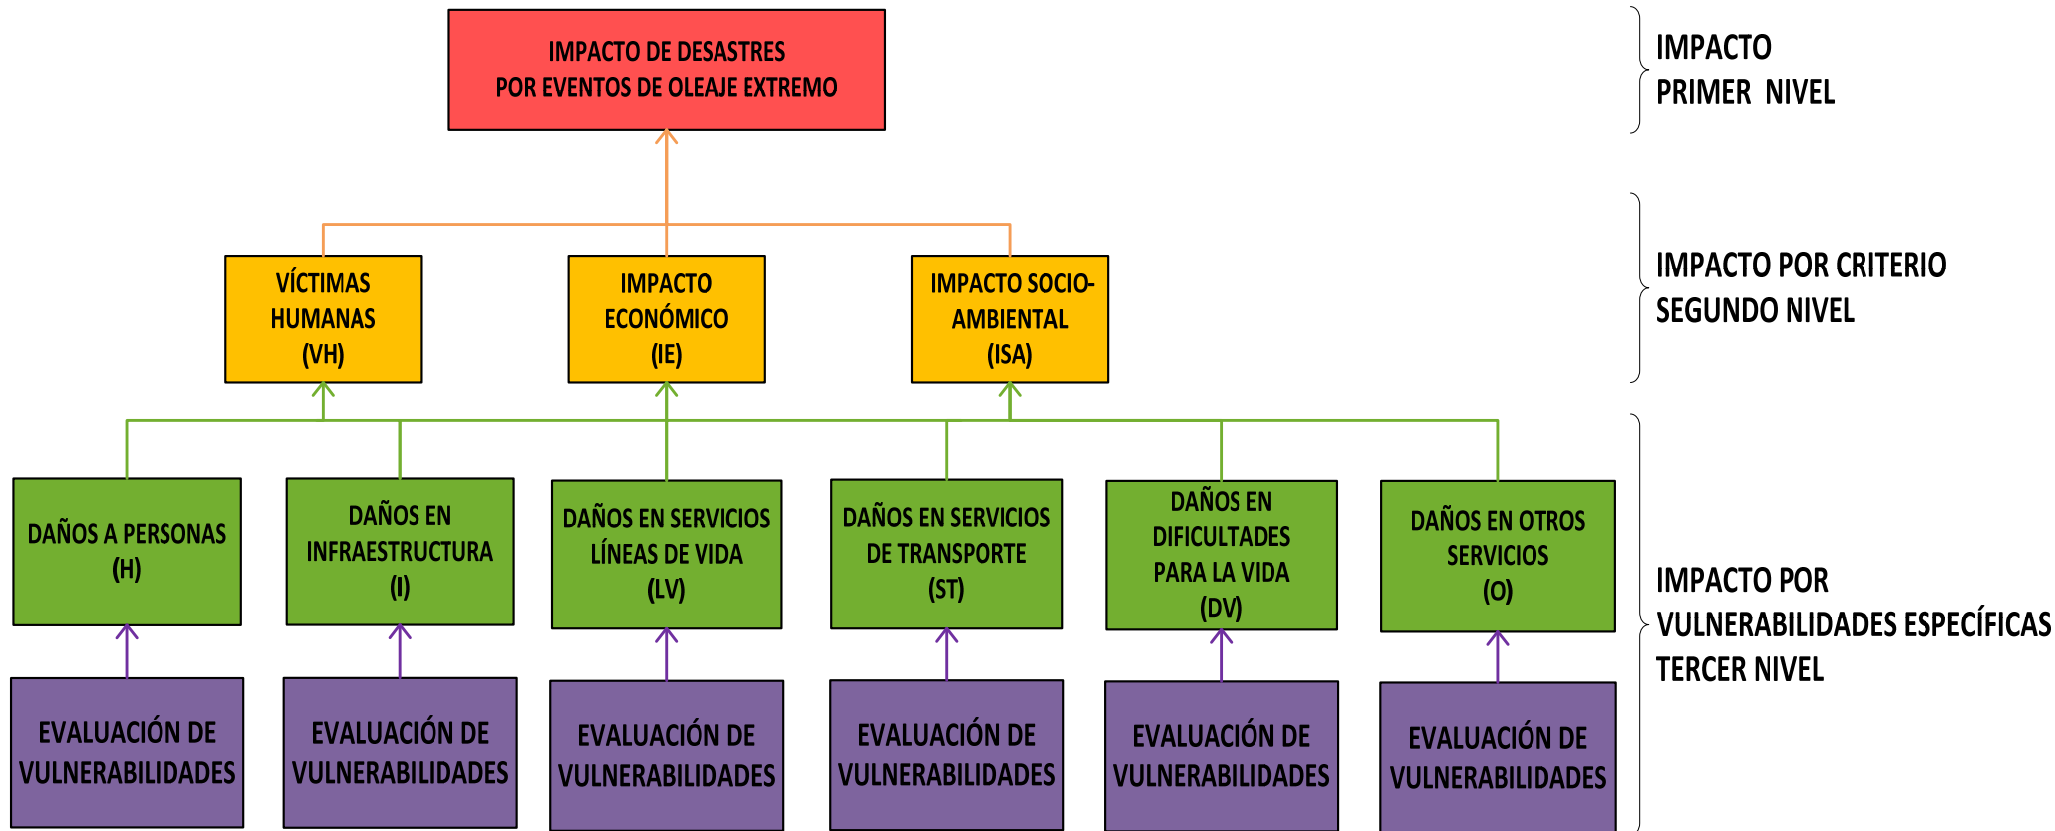 IMPACTO DE DESASTRES
POR EVENTOS DE OLEAJE EXTREMO
IMPACTO
PRIMER NIVEL
VÍCTIMAS
HUMANAS
(VH)
IMPACTO
ECONÓMICO
(IE)
IMPACTO SOCIO-
AMBIENTAL
(ISA)
IMPACTO POR CRITERIO
SEGUNDO NIVEL
DAÑOS A PERSONAS
(H)
DAÑOS EN
INFRAESTRUCTURA
(I)
DAÑOS EN SERVICIOS
LÍNEAS DE VIDA
(LV)
DAÑOS EN SERVICIOS
DE TRANSPORTE
(ST)
DAÑOS EN
DIFICULTADES
PARA LA VIDA
(DV)
DAÑOS EN OTROS
SERVICIOS
(O)
IMPACTO POR
VULNERABILIDADES ESPECÍFICAS
TERCER NIVEL
EVALUACIÓN DE
VULNERABILIDADES
EVALUACIÓN DE
VULNERABILIDADES
EVALUACIÓN DE
VULNERABILIDADES
EVALUACIÓN DE
VULNERABILIDADES
EVALUACIÓN DE
VULNERABILIDADES
EVALUACIÓN DE
VULNERABILIDADES